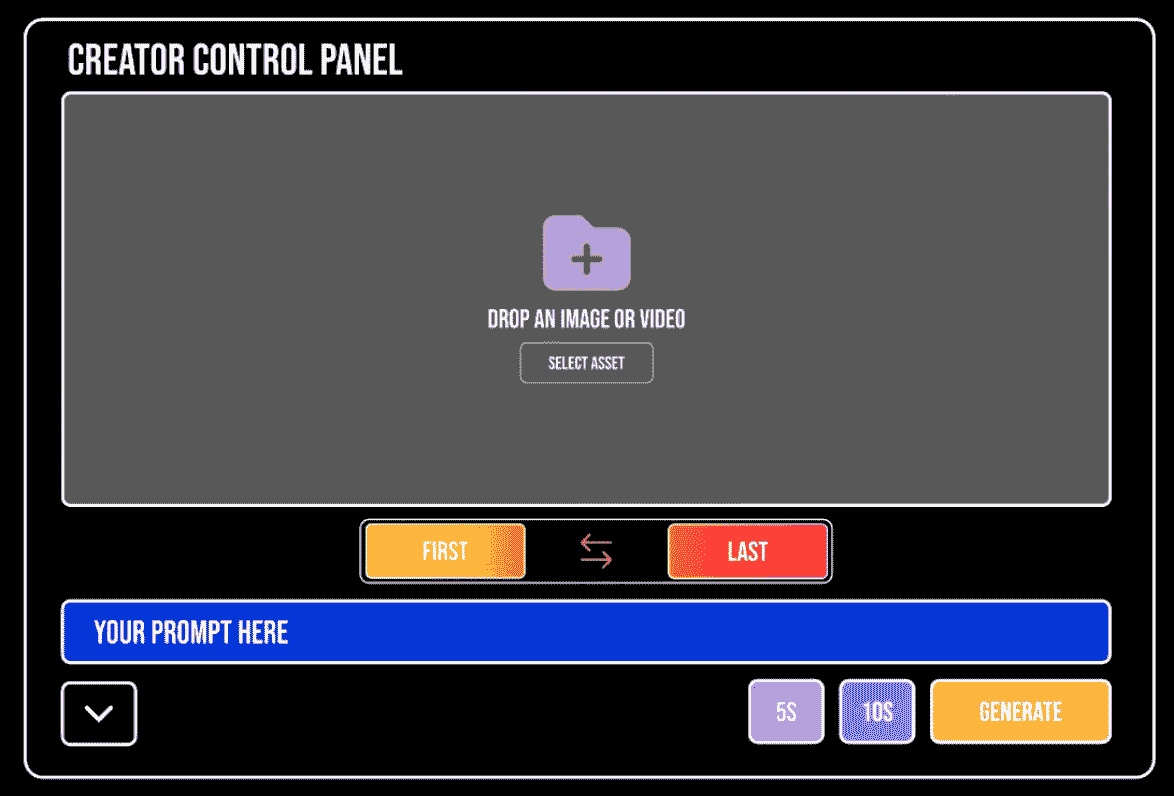 CREATOR CONTROL PANEL
DROP AN IMAGE OR VIDEO
SELECT ASSET
FIRST
LAST
YOUR PROMPT HERE
5S
10S
GENERATE